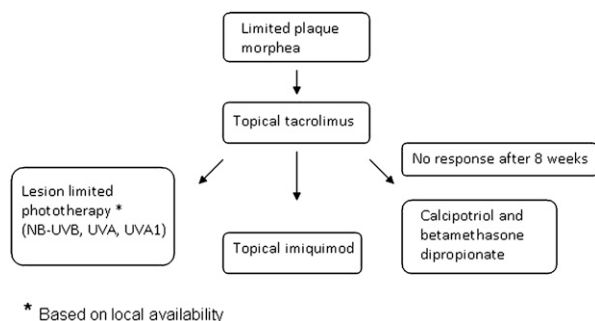 Limited plaque
morphea
Topical tacrolimus
No response after 8 weeks
Lesion limited
phototherapy *
(NB-UVB, UVA, UVA1)
Topical imiquimod
Calcipotriol and
betamethasone
dipropionate
* Based on local availability